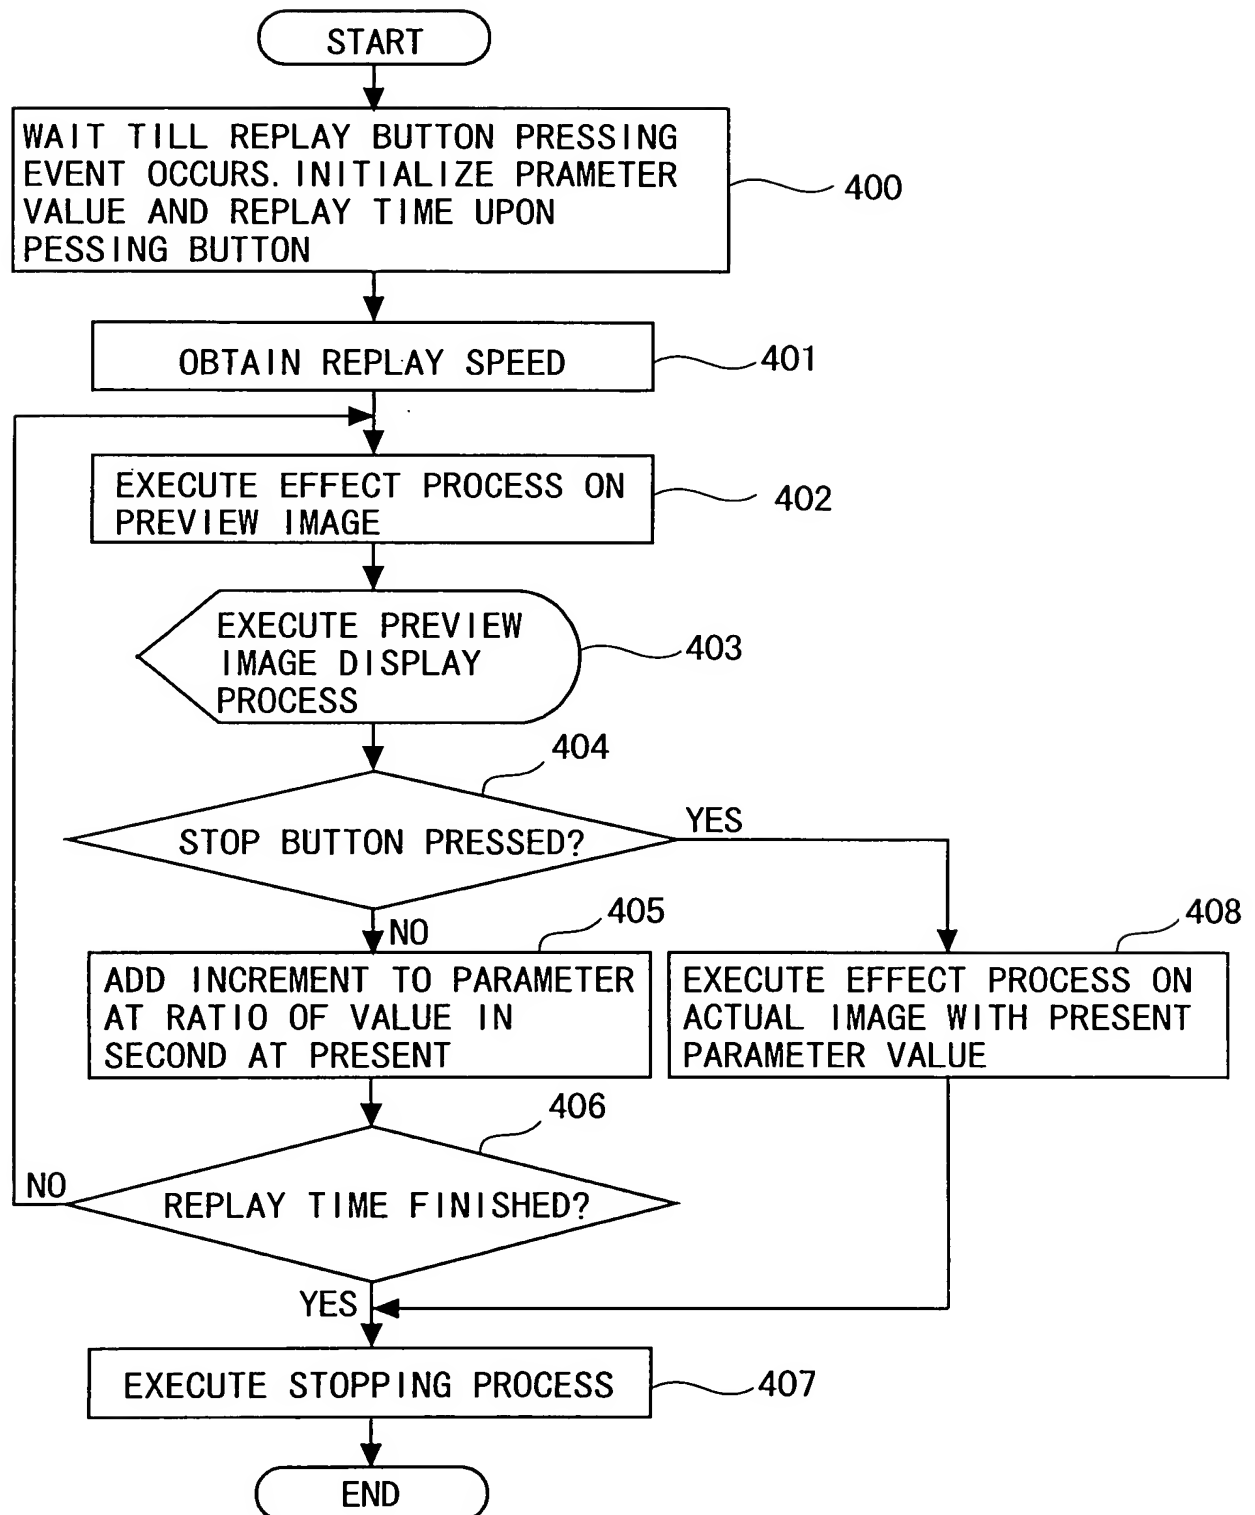 START
WAIT TILL REPLAY BUTTON PRESSING
EVENT OCCURS. INITIALIZE PRAMETER
VALUE AND REPLAY TIME UPON
PESSING BUTTON
400
OBTAIN REPLAY SPEED
401
EXECUTE EFFECT PROCESS ON
PREVIEW IMAGE
402
EXECUTE PREVIEW
IMAGE DISPLAY
PROCESS
403
404
STOP BUTTON PRESSED?
YES
NO
405
ADD INCREMENT TO PARAMETER
AT RATIO OF VALUE IN
SECOND AT PRESENT
408
EXECUTE EFFECT PROCESS ON
ACTUAL IMAGE WITH PRESENT
PARAMETER VALUE
406
REPLAY TIME FINISHED?
NO
YES
EXECUTE STOPPING PROCESS
407
END